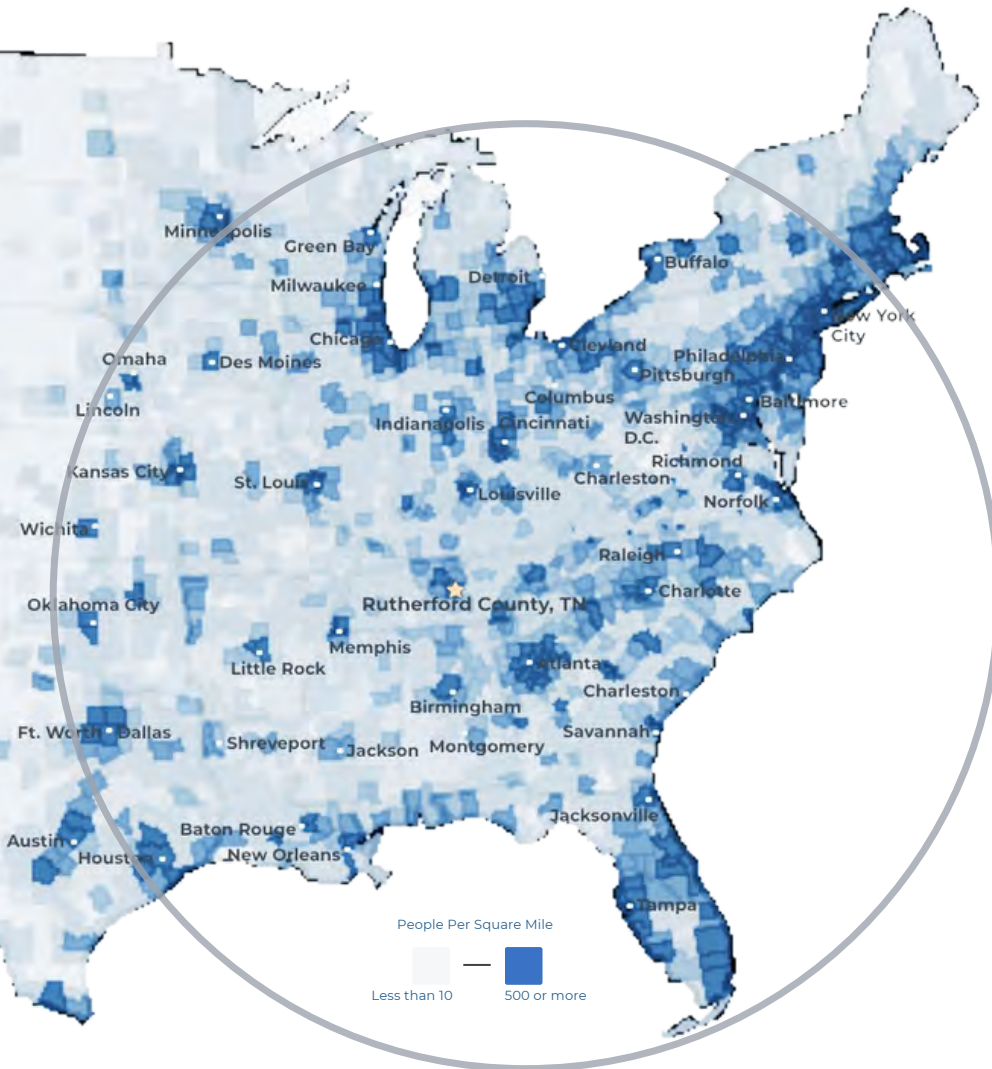 Minneapolis
Green Bay
Milwaukee
Detroit
Buffalo
New York
City
Chicago
Clevland
Omaha
Des Moines
Philadelphia
Pittsburgh
Lincoln
Columbus
Baltimore
Indianapolis
Cincinnati
Washington
D.C.
Kansas City
St. Louis
Richmond
Charleston
Louisville
Norfolk
Wichita
Raleigh
Oklahoma City
Rutherford County, TN
Charlotte
Memphis
Little Rock
Atlanta
Charleston
Birmingham
Ft. Worth
Dallas
Shreveport
Jackson
Montgomery
Savannah
Jacksonville
Baton Rouge
Austin
Houston
New Orleans
Tampa
People Per Square Mile
Less than 10
500 or more